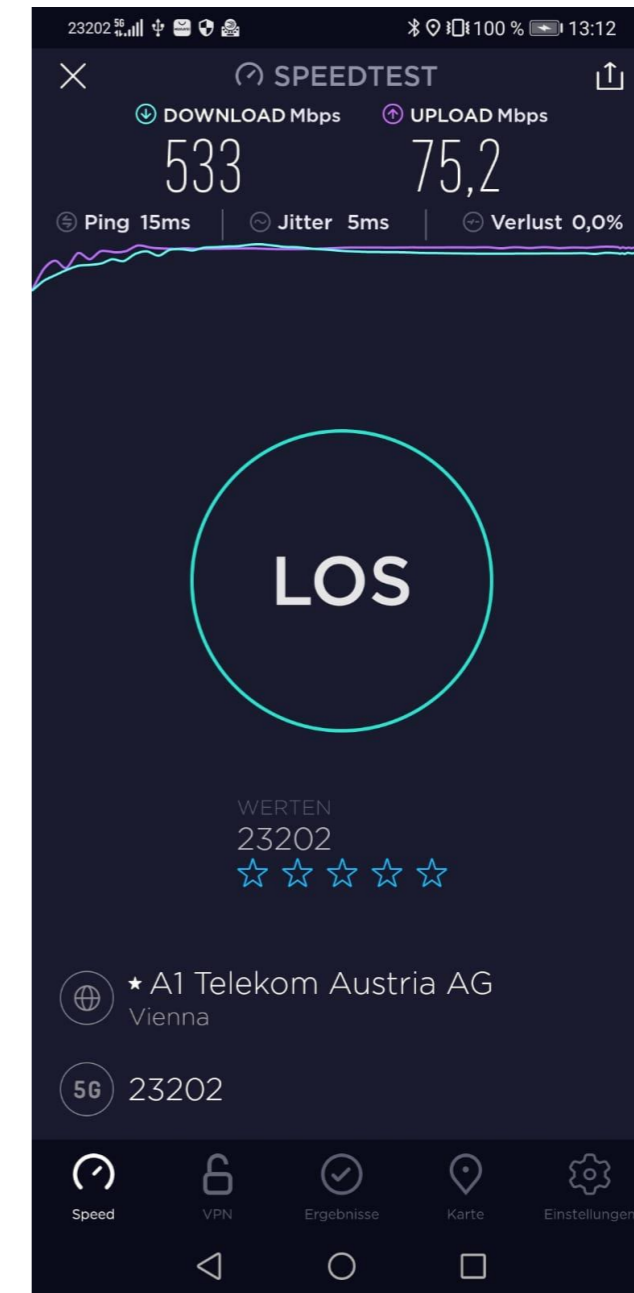 23202 5G 100 % 13:12
SPEEDTEST
DOWNLOAD Mbps UPLOAD Mbps
533 75,2
Ping 15ms Jitter 5ms Verlust 0,0%
LOS
WERTEN
23202
A1 Telekom Austria AG
Vienna
5G 23202
Speed VPN Ergebnisse Karte Einstellungen